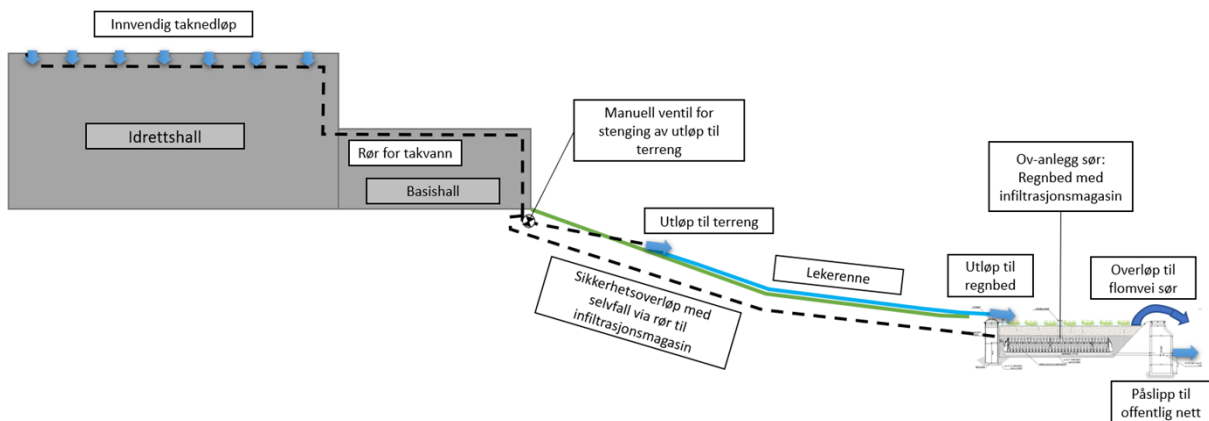 Innvendig taknedløp
Idrettshall
Rør for takvann
Basishall
Manuell ventil for
stenging av utløp til
terreng
Utløp til terreng
Sikkerhetsoverløp med
selvfall via rør til
infiltrasjonsmagasin
Lekerenne
Ov-anlegg sør:
Regnbed med
infiltrasjonsmagasin
Utløp til
regnbed
Overløp til
flomvei sør
Påslipp til
offentlig nett